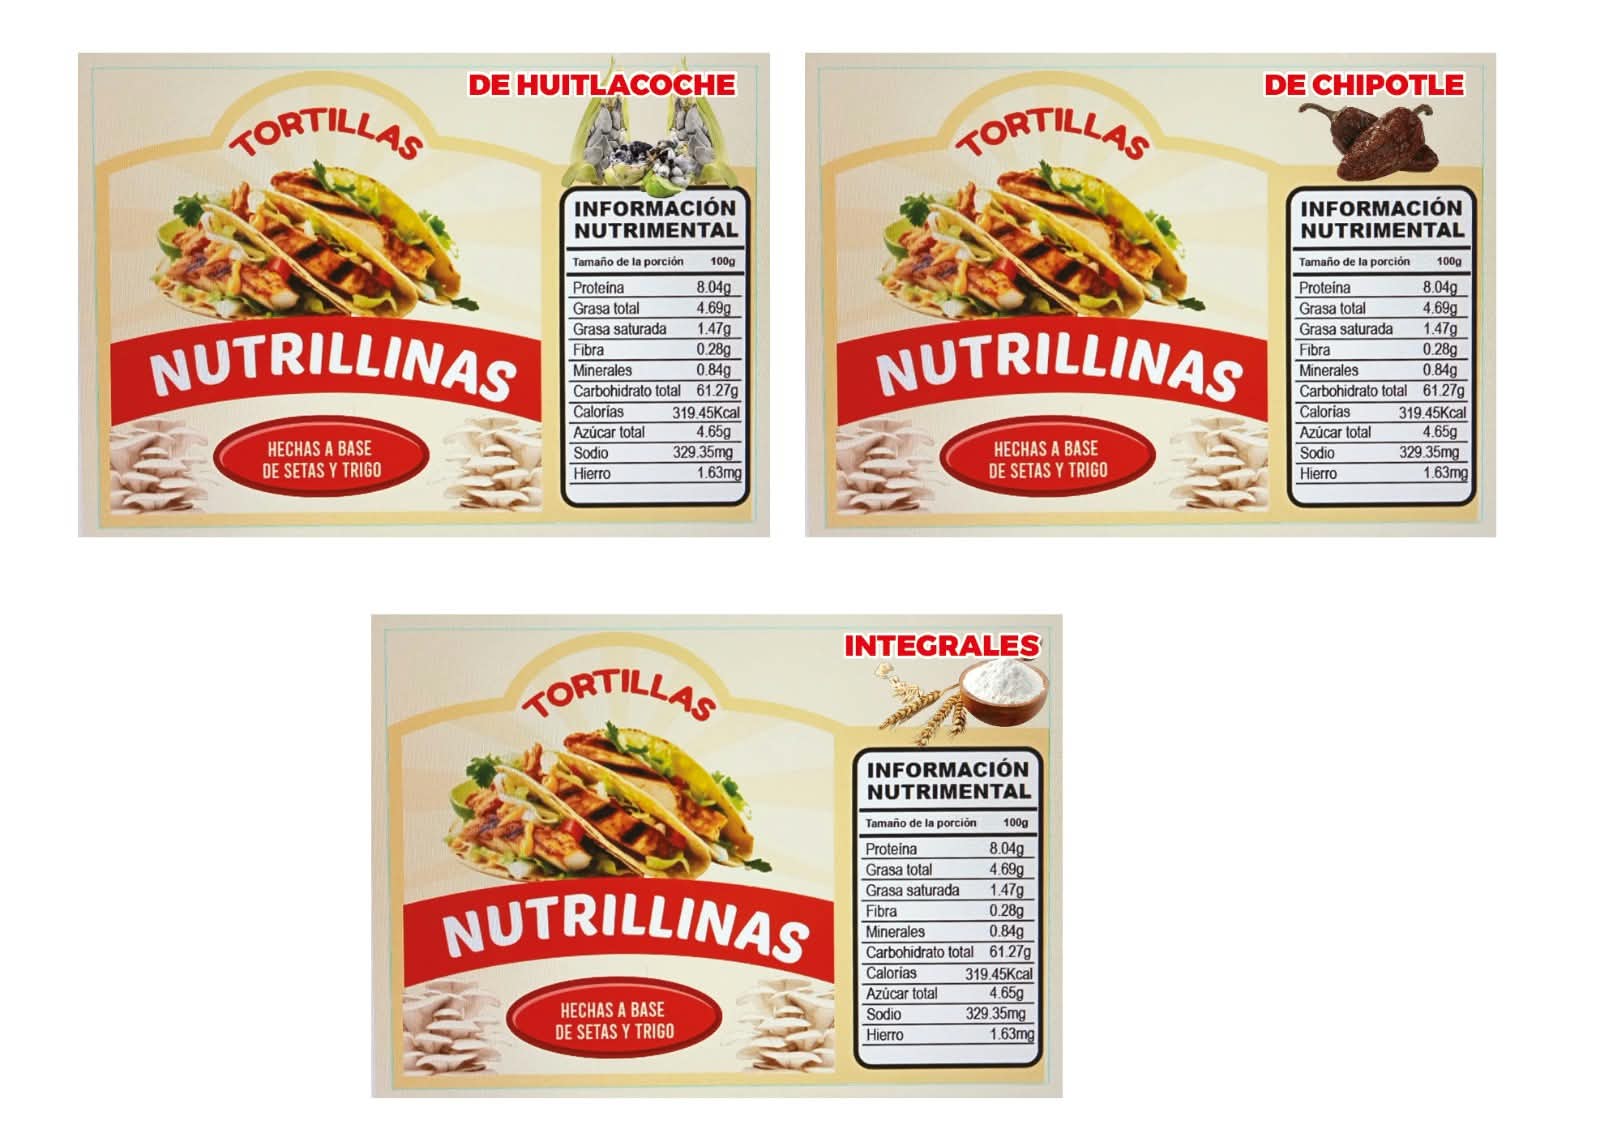 DE HUITLACOCHE
TORTILLAS
NUTRILLINAS
HECHAS A BASE
DE SETAS Y TRIGO
INFORMACIÓN
NUTRIMENTAL
Tamaño de la porción 100g
Proteína 8.04g
Grasa total 4.69g
Grasa saturada 1.47g
Fibra 0.28g
Minerales 0.84g
Carbohidrato total 61.27g
Calorías 319.45Kcal
Azúcar total 4.65g
Sodio 329.35mg
Hierro 1.63mg
DE CHIPOTLE
TORTILLAS
NUTRILLINAS
HECHAS A BASE
DE SETAS Y TRIGO
INFORMACIÓN
NUTRIMENTAL
Tamaño de la porción 100g
Proteína 8.04g
Grasa total 4.69g
Grasa saturada 1.47g
Fibra 0.28g
Minerales 0.84g
Carbohidrato total 61.27g
Calorías 319.45Kcal
Azúcar total 4.65g
Sodio 329.35mg
Hierro 1.63mg
INTEGRALES
TORTILLAS
NUTRILLINAS
HECHAS A BASE
DE SETAS Y TRIGO
INFORMACIÓN
NUTRIMENTAL
Tamaño de la porción 100g
Proteína 8.04g
Grasa total 4.69g
Grasa saturada 1.47g
Fibra 0.28g
Minerales 0.84g
Carbohidrato total 61.27g
Calorías 319.45Kcal
Azúcar total 4.65g
Sodio 329.35mg
Hierro 1.63mg